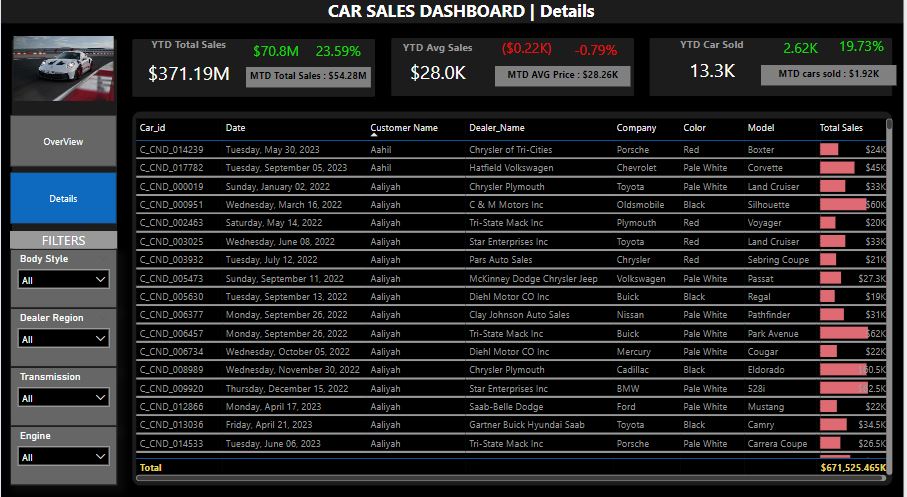 CAR SALES DASHBOARD | Details
YTD Total Sales
$70.8M 23.59%
$371.19M
MTD Total Sales : $54.28M
YTD Avg Sales
($0.22K) -0.79%
$28.0K
MTD AVG Price : $28.26K
YTD Car Sold
2.62K 19.73%
13.3K
MTD cars sold : $1.92K
OverView
Details
FILTERS
Body Style
All
Dealer Region
All
Transmission
All
Engine
All
Car_id Date Customer Name Dealer_Name Company Color Model Total Sales
C_CND_014239 Tuesday, May 30, 2023 Aahil Chrysler of Tri-Cities Porsche Red Boxter $24K
C_CND_017782 Tuesday, September 05, 2023 Aahil Hatfield Volkswagen Chevrolet Pale White Corvette $45K
C_CND_000019 Sunday, January 02, 2022 Aaliyah Chrysler Plymouth Toyota Pale White Land Cruiser $33K
C_CND_000951 Wednesday, March 16, 2022 Aaliyah C & M Motors Inc Oldsmobile Black Silhouette $60K
C_CND_002463 Saturday, May 14, 2022 Aaliyah Tri-State Mack Inc Plymouth Red Voyager $20K
C_CND_003025 Wednesday, June 08, 2022 Aaliyah Star Enterprises Inc Toyota Red Land Cruiser $33K
C_CND_003932 Tuesday, July 12, 2022 Aaliyah Pars Auto Sales Chrysler Red Sebring Coupe $21K
C_CND_005473 Sunday, September 11, 2022 Aaliyah McKinney Dodge Chrysler Jeep Volkswagen Pale White Passat $27.3K
C_CND_005630 Tuesday, September 13, 2022 Aaliyah Diehl Motor CO Inc Buick Black Regal $19K
C_CND_006377 Monday, September 26, 2022 Aaliyah Clay Johnson Auto Sales Nissan Pale White Pathfinder $31K
C_CND_006457 Monday, September 26, 2022 Aaliyah Tri-State Mack Inc Buick Pale White Park Avenue $62K
C_CND_006734 Wednesday, October 05, 2022 Aaliyah Diehl Motor CO Inc Mercury Pale White Cougar $22K
C_CND_008989 Wednesday, November 30, 2022 Aaliyah Chrysler Plymouth Cadillac Black Eldorado $60.5K
C_CND_009920 Thursday, December 15, 2022 Aaliyah Star Enterprises Inc BMW Pale White 528i
C_CND_012866 Monday, April 17, 2023 Aaliyah Saab-Belle Dodge Ford Pale White Mustang $22K
C_CND_013036 Friday, April 21, 2023 Aaliyah Gartner Buick Hyundai Saab Toyota Black Camry $34.5K
C_CND_014533 Tuesday, June 06, 2023 Aaliyah Tri-State Mack Inc Porsche Pale White Carrera Coupe $26.5K
Total $671,525.465K